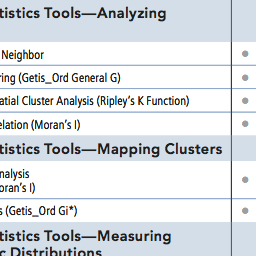 tistics Tools—Analyzing
Neighbor
ring (Getis_Ord General G)
atial Cluster Analysis (Ripley's K Function)
elation (Moran's I)
tistics Tools—Mapping Clusters
nalysis
oran's I)
s (Getis_Ord Gi*)
tistics Tools—Measuring
c Distributions